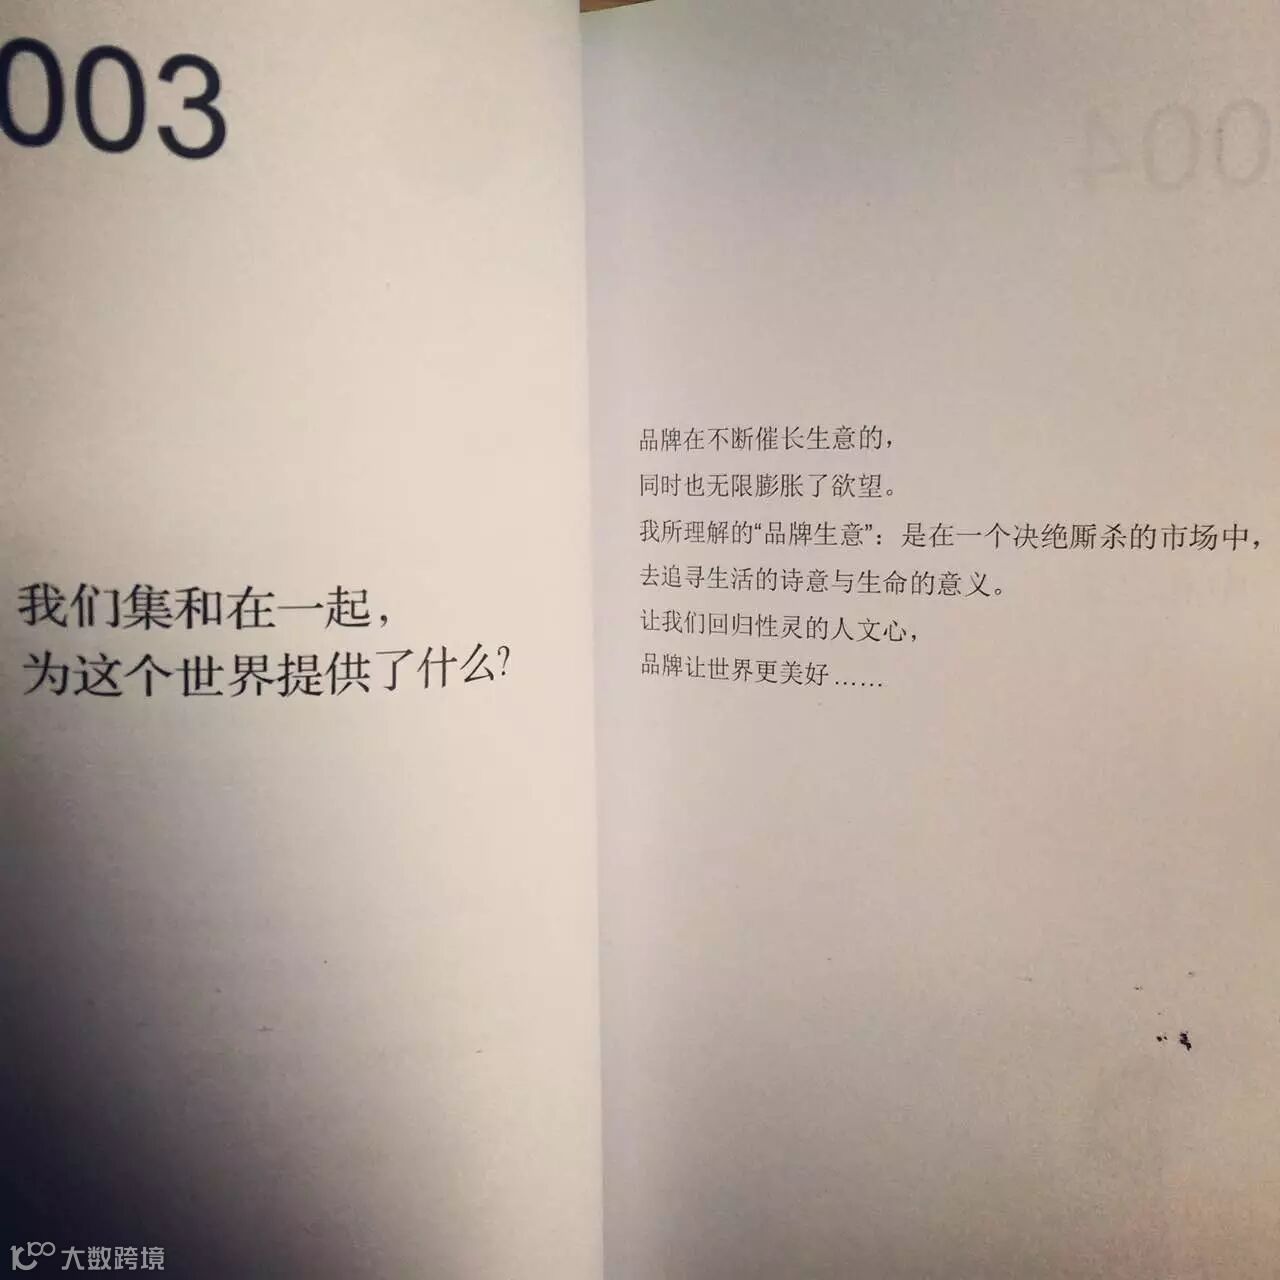 003
我们集和在一起，
为这个世界提供了什么？
004
品牌在不断催长生意的，
同时也无限膨胀了欲望。
我所理解的“品牌生意”：是在一个决绝厮杀的市场中，
去追寻生活的诗意与生命的意义。
让我们回归性灵的人文心，
品牌让世界更美好……
大数跨境